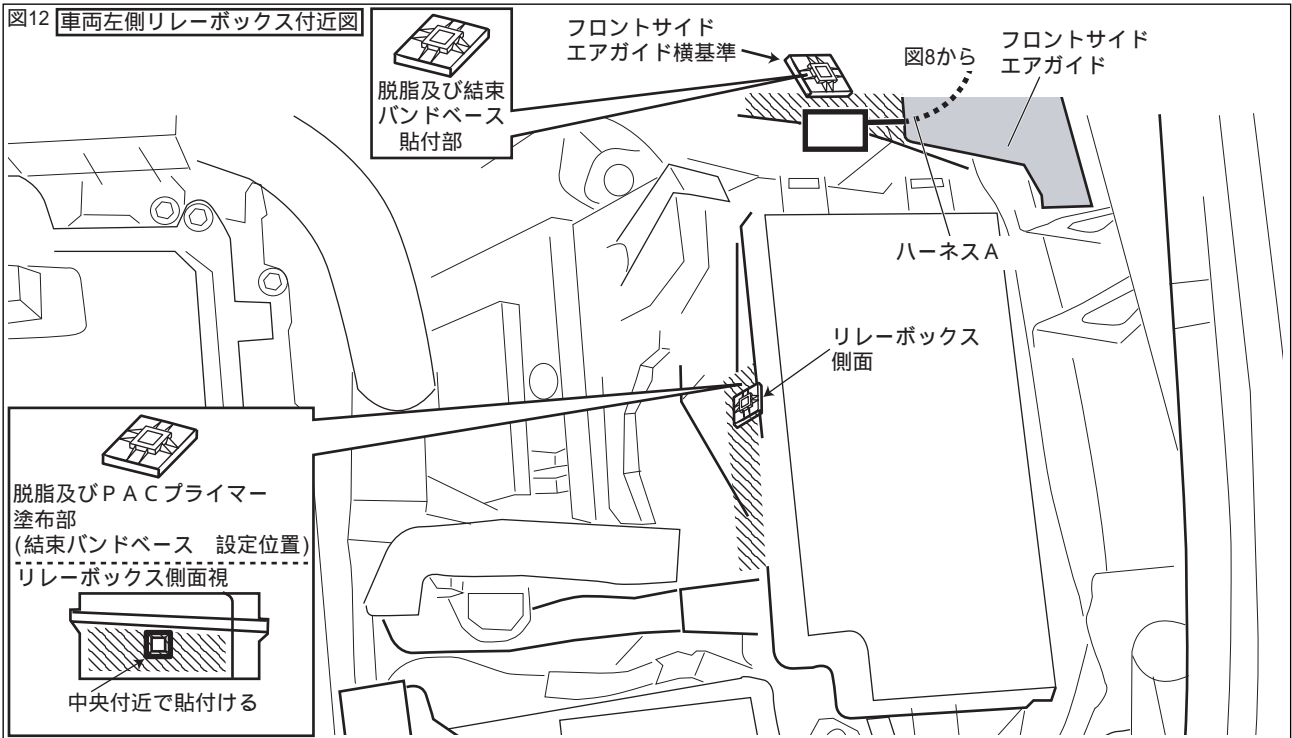 図12 車両左側リレーボックス付近図
脱脂及び結束
バンドベース
貼付部
フロントサイド
エアガイド横基準
図8から
フロントサイド
エアガイド
ハーネスA
リレーボックス
側面
脱脂及びPACプライマー
塗布部
(結束バンドベース 設定位置)
リレーボックス側面視
中央付近で貼付ける